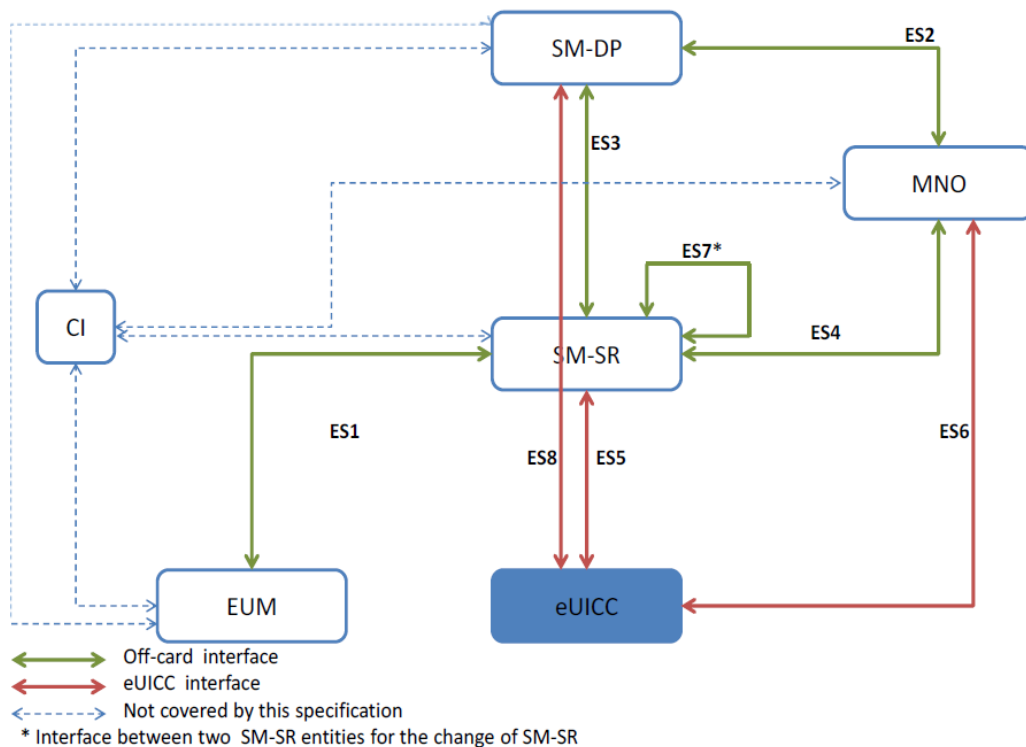 SM-DP
ES2
ES3
MNO
ES7*
CI
SM-SR
ES4
ES1
ES8
ES5
ES6
EUM
eUICC
Off-card interface
eUICC interface
Not covered by this specification
* Interface between two SM-SR entities for the change of SM-SR